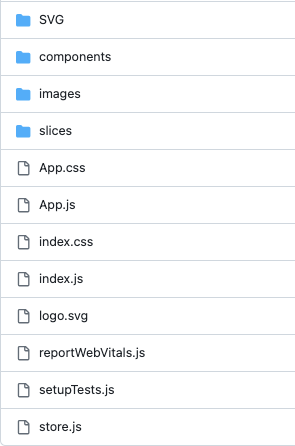 SVG
components
images
slices
App.css
App.js
index.css
index.js
logo.svg
reportWebVitals.js
setupTests.js
store.js